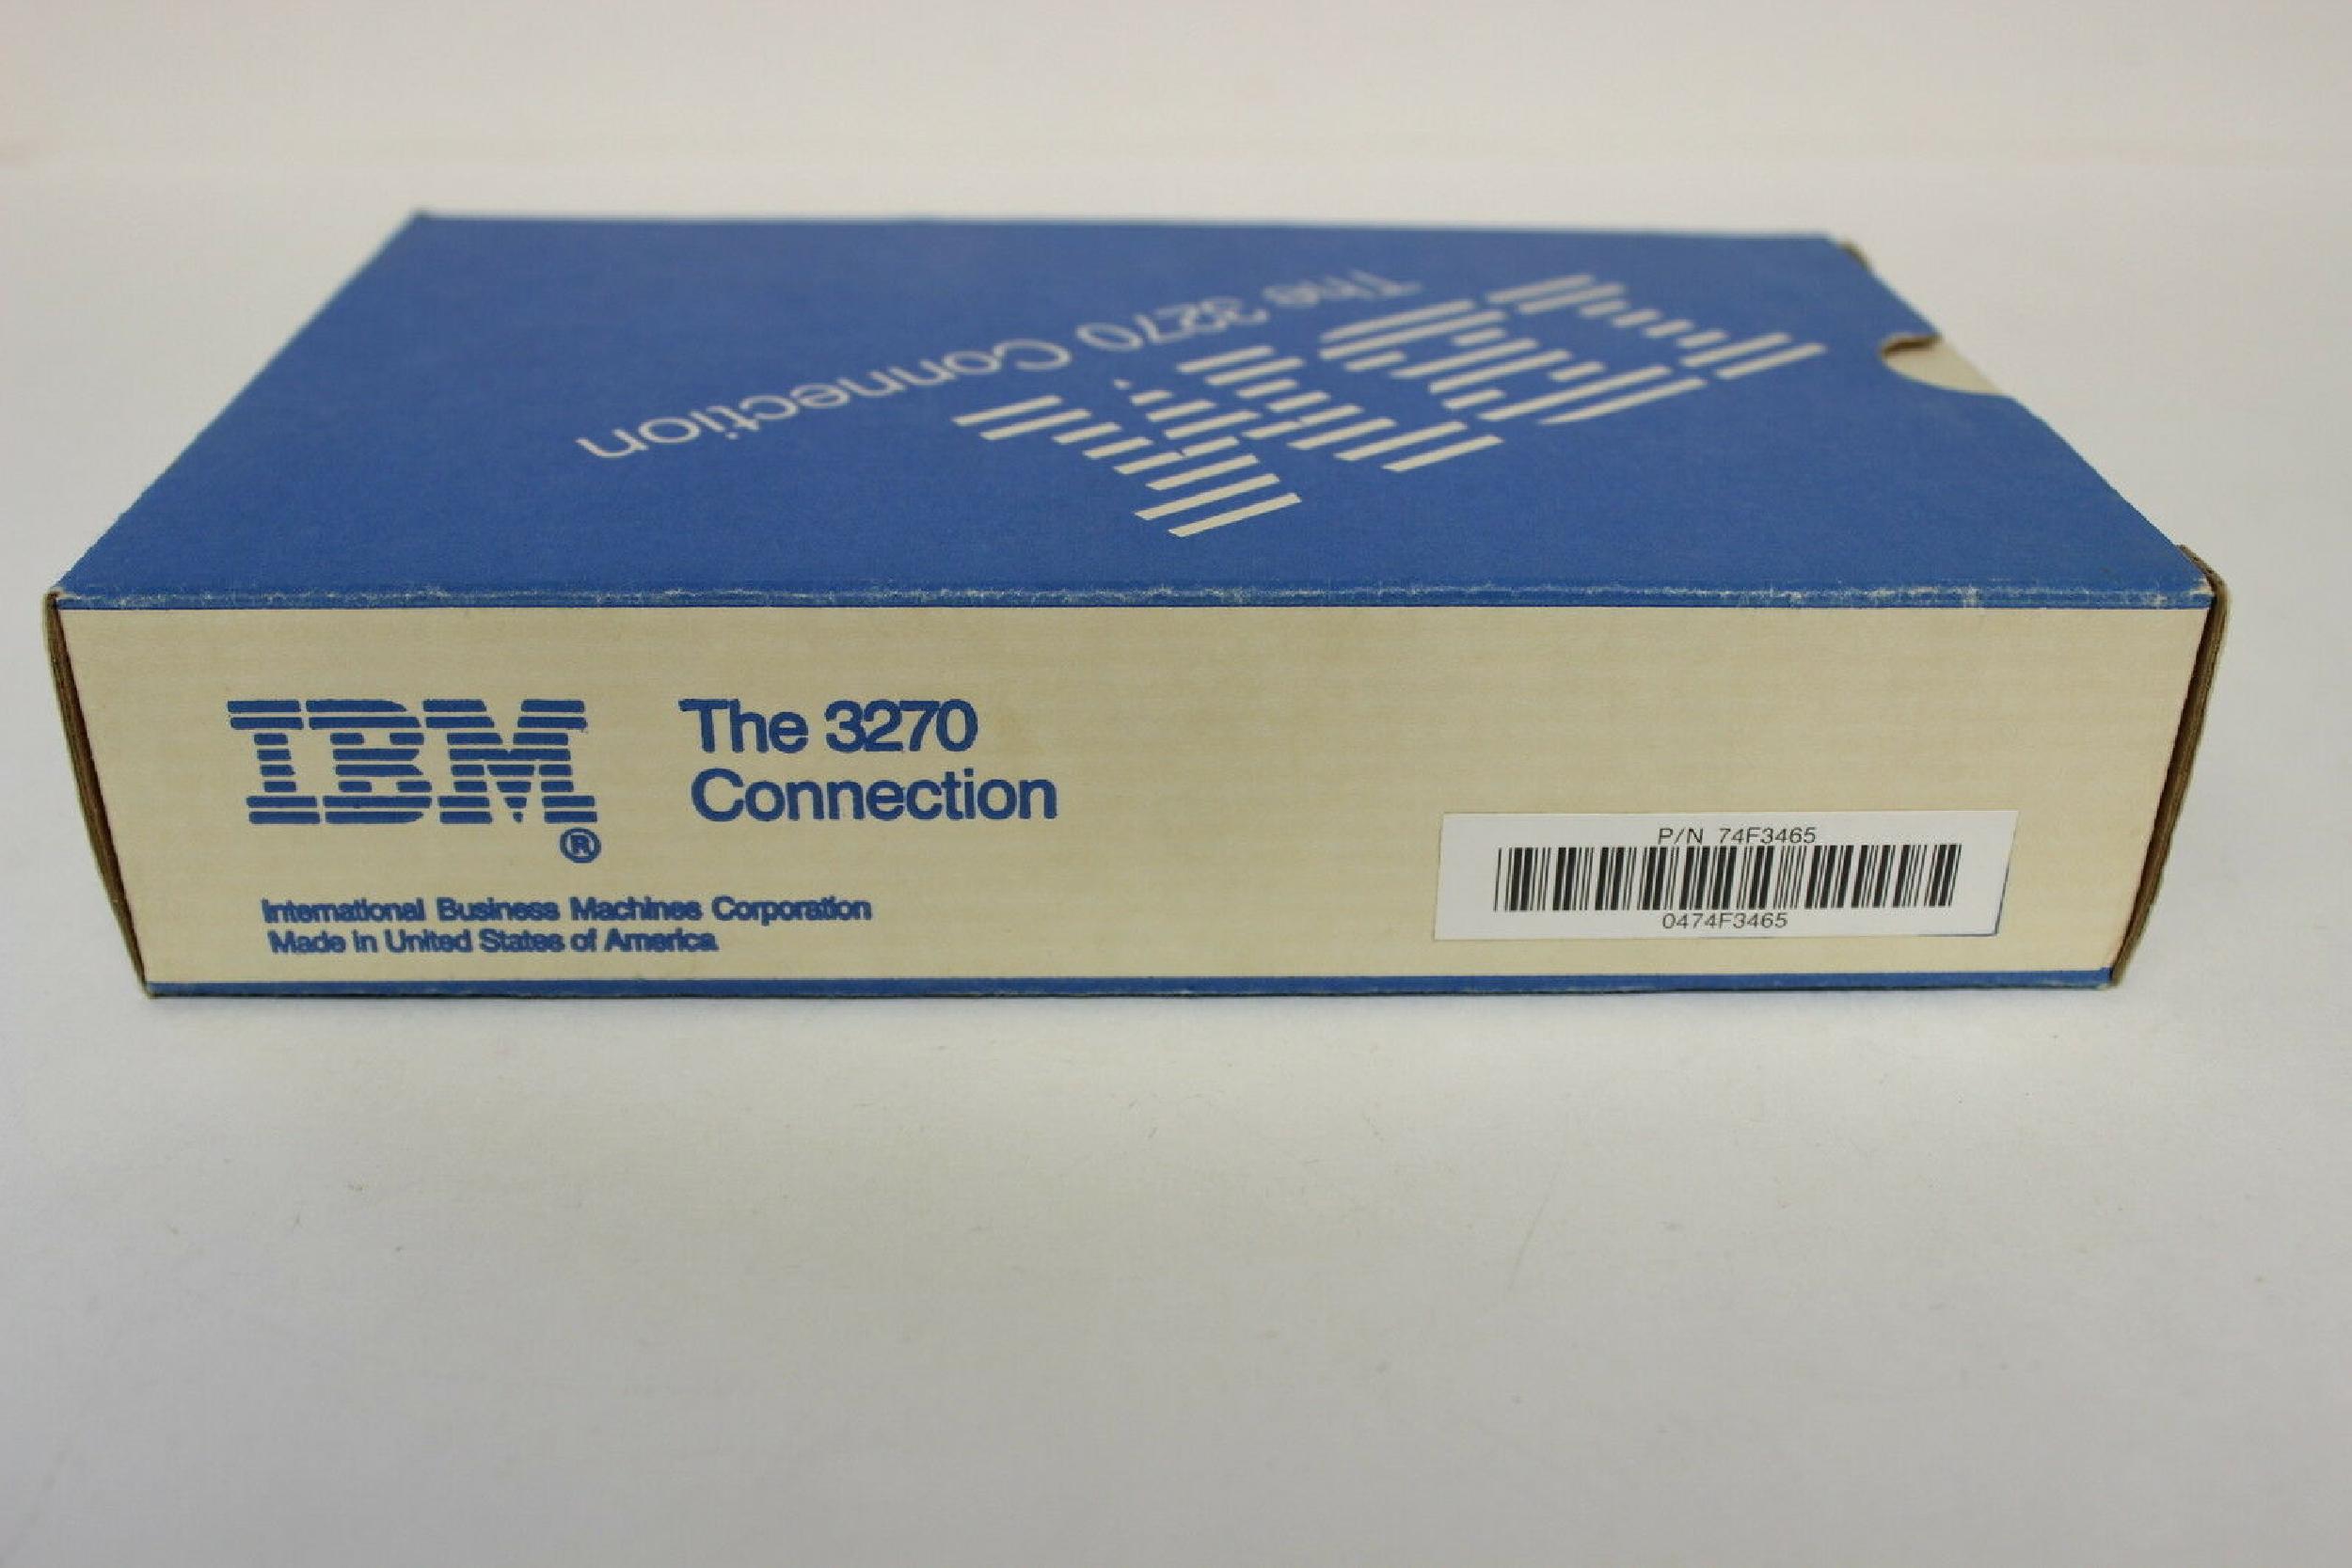 IBM
The 3270 Connection
IBM®
The 3270
Connection
International Business Machines Corporation
Made in United States of America
P/N 74F3465
0474F3465